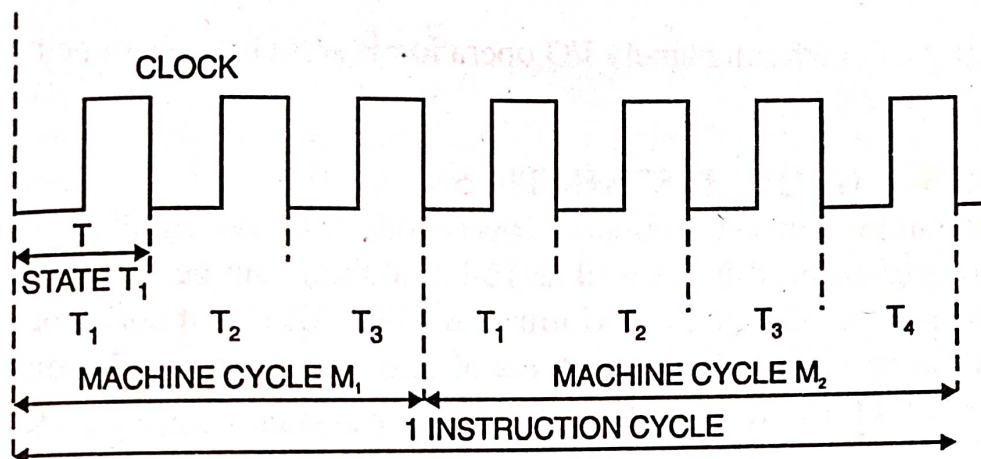 CLOCK
T
STATE T₁
T₁ T₂ T₃ T₁ T₂ T₃ T₄
MACHINE CYCLE M₁ MACHINE CYCLE M₂
1 INSTRUCTION CYCLE